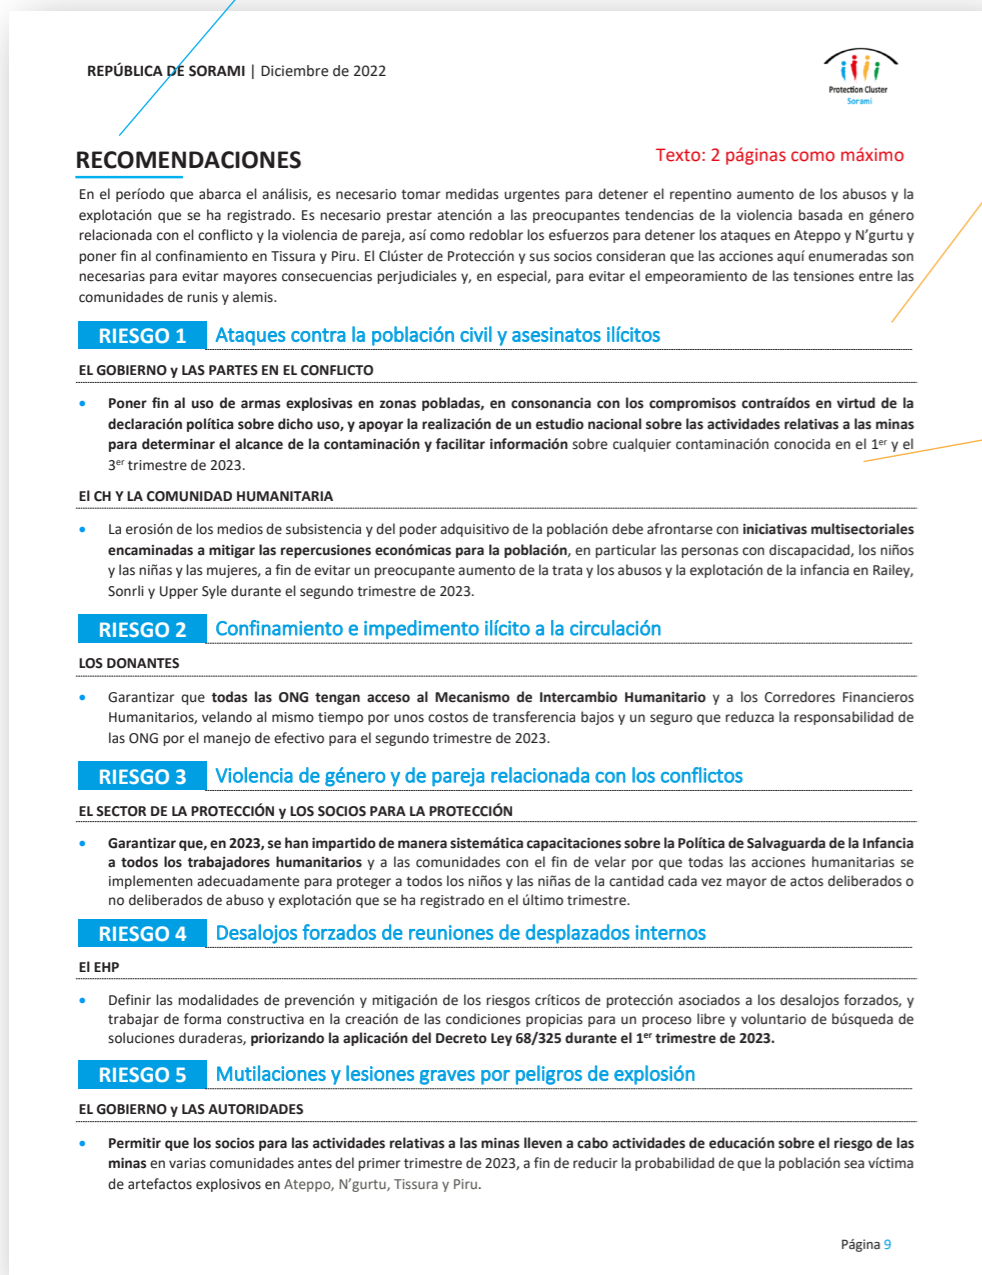 REPÚBLICA DE SORAMI | Diciembre de 2022
Protection Cluster
Sorami
RECOMENDACIONES
Texto: 2 páginas como máximo
En el período que abarca el análisis, es necesario tomar medidas urgentes para detener el repentino aumento de los abusos y la
explotación que se ha registrado. Es necesario prestar atención a las preocupantes tendencias de la violencia basada en género
relacionada con el conflicto y la violencia de pareja, así como redoblar los esfuerzos para detener los ataques en Ateppo y N'gurtu y
poner fin al confinamiento en Tissura y Piru. El Clúster de Protección y sus socios consideran que las acciones aquí enumeradas son
necesarias para evitar mayores consecuencias perjudiciales y, en especial, para evitar el empeoramiento de las tensiones entre las
comunidades de runis y alemis.
RIESGO 1 Ataques contra la población civil y asesinatos ilícitos
EL GOBIERNO y LAS PARTES EN EL CONFLICTO
• Poner fin al uso de armas explosivas en zonas pobladas, en consonancia con los compromisos contraídos en virtud de la
declaración política sobre dicho uso, y apoyar la realización de un estudio nacional sobre las actividades relativas a las minas
para determinar el alcance de la contaminación y facilitar información sobre cualquier contaminación conocida en el 1er y el
3er trimestre de 2023.
El CH Y LA COMUNIDAD HUMANITARIA
• La erosión de los medios de subsistencia y del poder adquisitivo de la población debe afrontarse con iniciativas multisectoriales
encaminadas a mitigar las repercusiones económicas para la población, en particular las personas con discapacidad, los niños
y las niñas y las mujeres, a fin de evitar un preocupante aumento de la trata y los abusos y la explotación de la infancia en Railey,
Sonrli y Upper Syle durante el segundo trimestre de 2023.
RIESGO 2 Confinamiento e impedimento ilícito a la circulación
LOS DONANTES
• Garantizar que todas las ONG tengan acceso al Mecanismo de Intercambio Humanitario y a los Corredores Financieros
Humanitarios, velando al mismo tiempo por unos costos de transferencia bajos y un seguro que reduzca la responsabilidad de
las ONG por el manejo de efectivo para el segundo trimestre de 2023.
RIESGO 3 Violencia de género y de pareja relacionada con los conflictos
EL SECTOR DE LA PROTECCIÓN y LOS SOCIOS PARA LA PROTECCIÓN
• Garantizar que, en 2023, se han impartido de manera sistemática capacitaciones sobre la Política de Salvaguarda de la Infancia
a todos los trabajadores humanitarios y a las comunidades con el fin de velar por que todas las acciones humanitarias se
implementen adecuadamente para proteger a todos los niños y las niñas de la cantidad cada vez mayor de actos deliberados o
no deliberados de abuso y explotación que se ha registrado en el último trimestre.
RIESGO 4 Desalojos forzados de reuniones de desplazados internos
El EHP
• Definir las modalidades de prevención y mitigación de los riesgos críticos de protección asociados a los desalojos forzados, y
trabajar de forma constructiva en la creación de las condiciones propicias para un proceso libre y voluntario de búsqueda de
soluciones duraderas, priorizando la aplicación del Decreto Ley 68/325 durante el 1er trimestre de 2023.
RIESGO 5 Mutilaciones y lesiones graves por peligros de explosión
EL GOBIERNO y LAS AUTORIDADES
• Permitir que los socios para las actividades relativas a las minas lleven a cabo actividades de educación sobre el riesgo de las
minas en varias comunidades antes del primer trimestre de 2023, a fin de reducir la probabilidad de que la población sea víctima
de artefactos explosivos en Ateppo, N'gurtu, Tissura y Piru.
Página 9